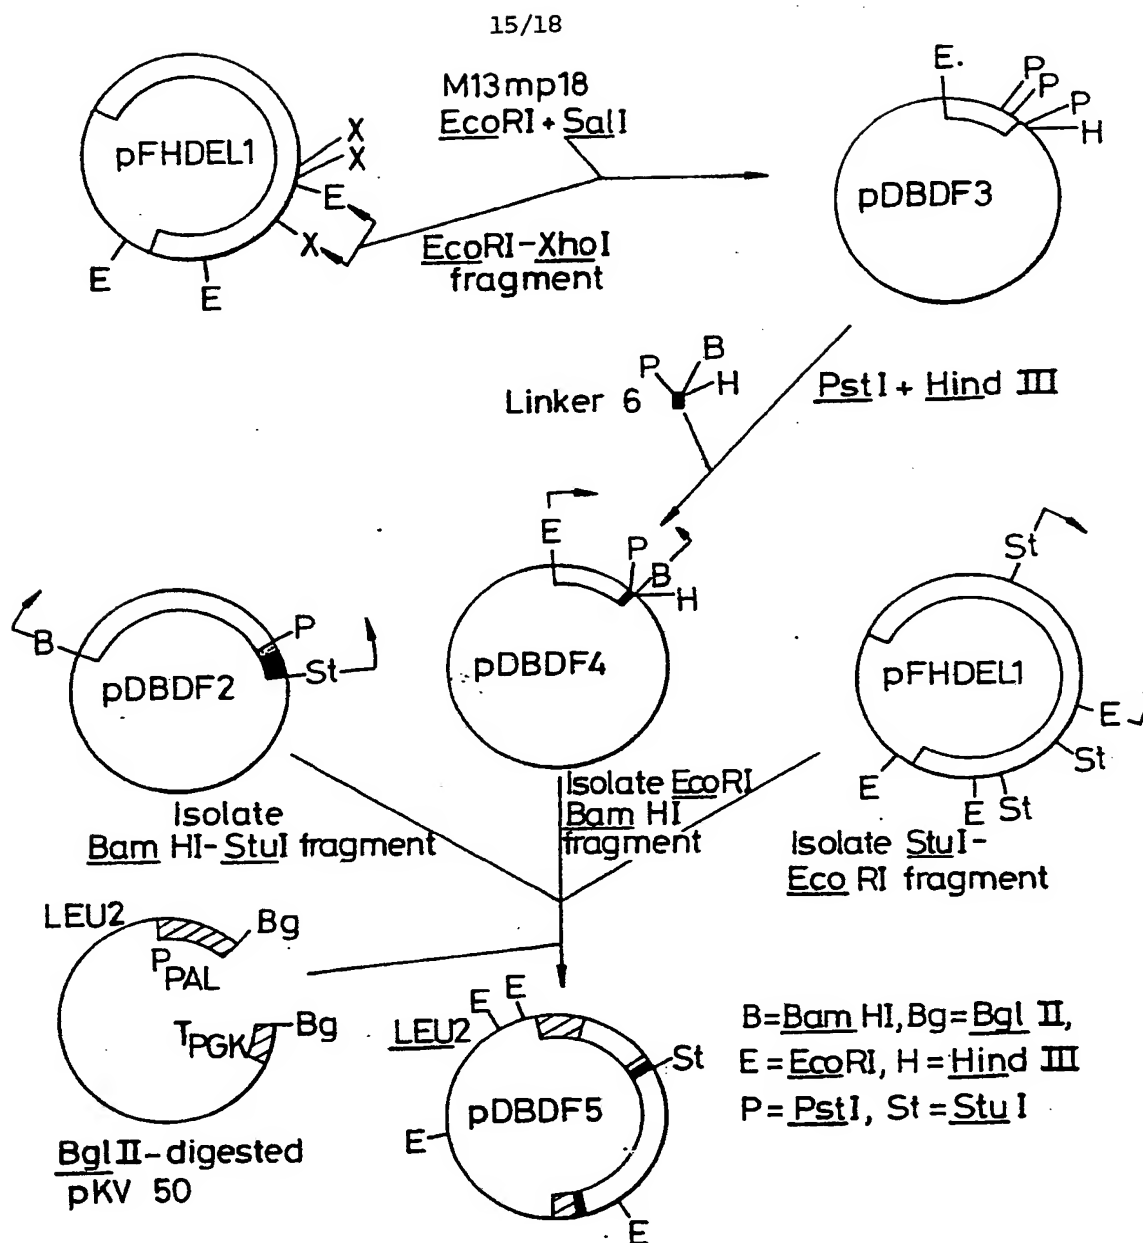 15/18
pFHDEL1
X
X
E
X
E
E
M13mp18
EcoRI + SalI
EcoRI-XhoI
fragment
E.
P
P
P
H
pDBDF3
Linker 6
P
B
H
PstI + Hind III
B
P
St
pDBDF2
Isolate
Bam HI-StuI fragment
E
P
B
H
pDBDF4
Isolate EcoRI
Bam HI
fragment
St
pFHDEL1
E
St
E
E
St
Isolate StuI-
Eco RI fragment
LEU2
Bg
PPAL
TPGK
Bg
Bgl II-digested
pKV 50
E
E
LEU2
St
pDBDF5
E
E
B=Bam HI, Bg=Bgl II,
E=EcoRI, H=Hind III
P=PstI, St=StuI